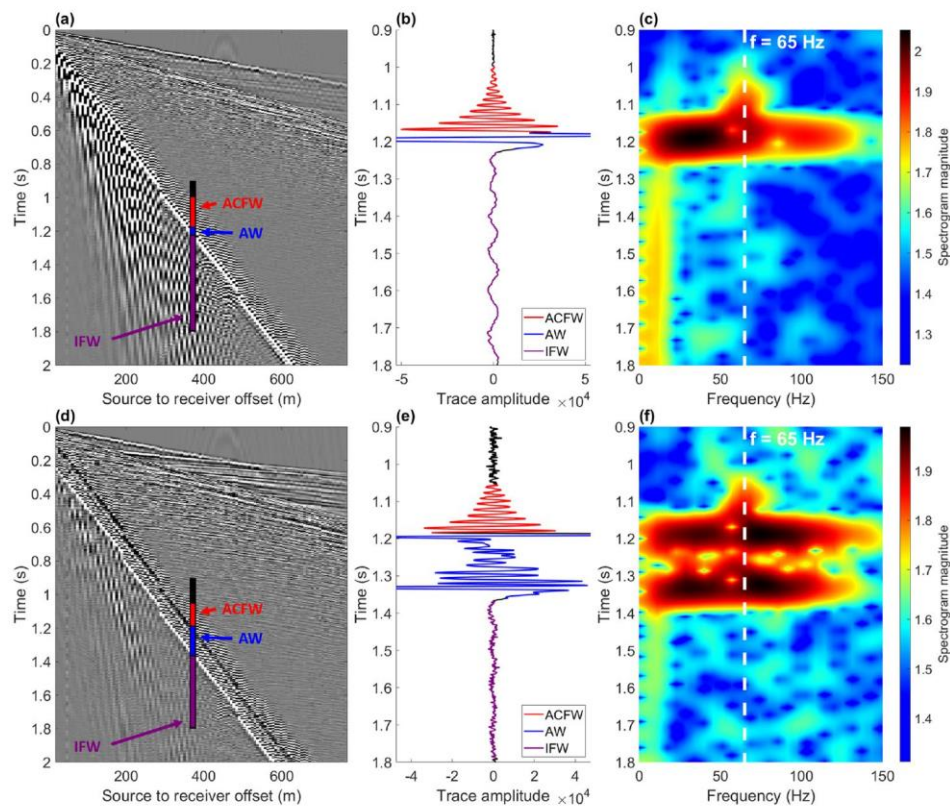 (a)
(b)
(c)
0
0.2
0.4
0.6
0.8
1
1.2
1.4
1.6
1.8
2
Time (s)
ACFW
AW
IFW
200
400
600
Source to receiver offset (m)
0.9
1
1.1
1.2
1.3
1.4
1.5
1.6
1.7
1.8
Time (s)
ACFW
AW
IFW
-5
0
5
Trace amplitude ×10⁴
0.9
1
1.1
1.2
1.3
1.4
1.5
1.6
1.7
1.8
Time (s)
f = 65 Hz
0
50
100
150
Frequency (Hz)
2
1.9
1.8
1.7
1.6
1.5
1.4
1.3
Spectrogram magnitude
(d)
(e)
(f)
0
0.2
0.4
0.6
0.8
1
1.2
1.4
1.6
1.8
2
Time (s)
ACFW
AW
IFW
200
400
600
Source to receiver offset (m)
0.9
1
1.1
1.2
1.3
1.4
1.5
1.6
1.7
1.8
Time (s)
ACFW
AW
IFW
-4
-2
0
2
4
Trace amplitude ×10⁴
0.9
1
1.1
1.2
1.3
1.4
1.5
1.6
1.7
1.8
Time (s)
f = 65 Hz
0
50
100
150
Frequency (Hz)
1.9
1.8
1.7
1.6
1.5
1.4
Spectrogram magnitude